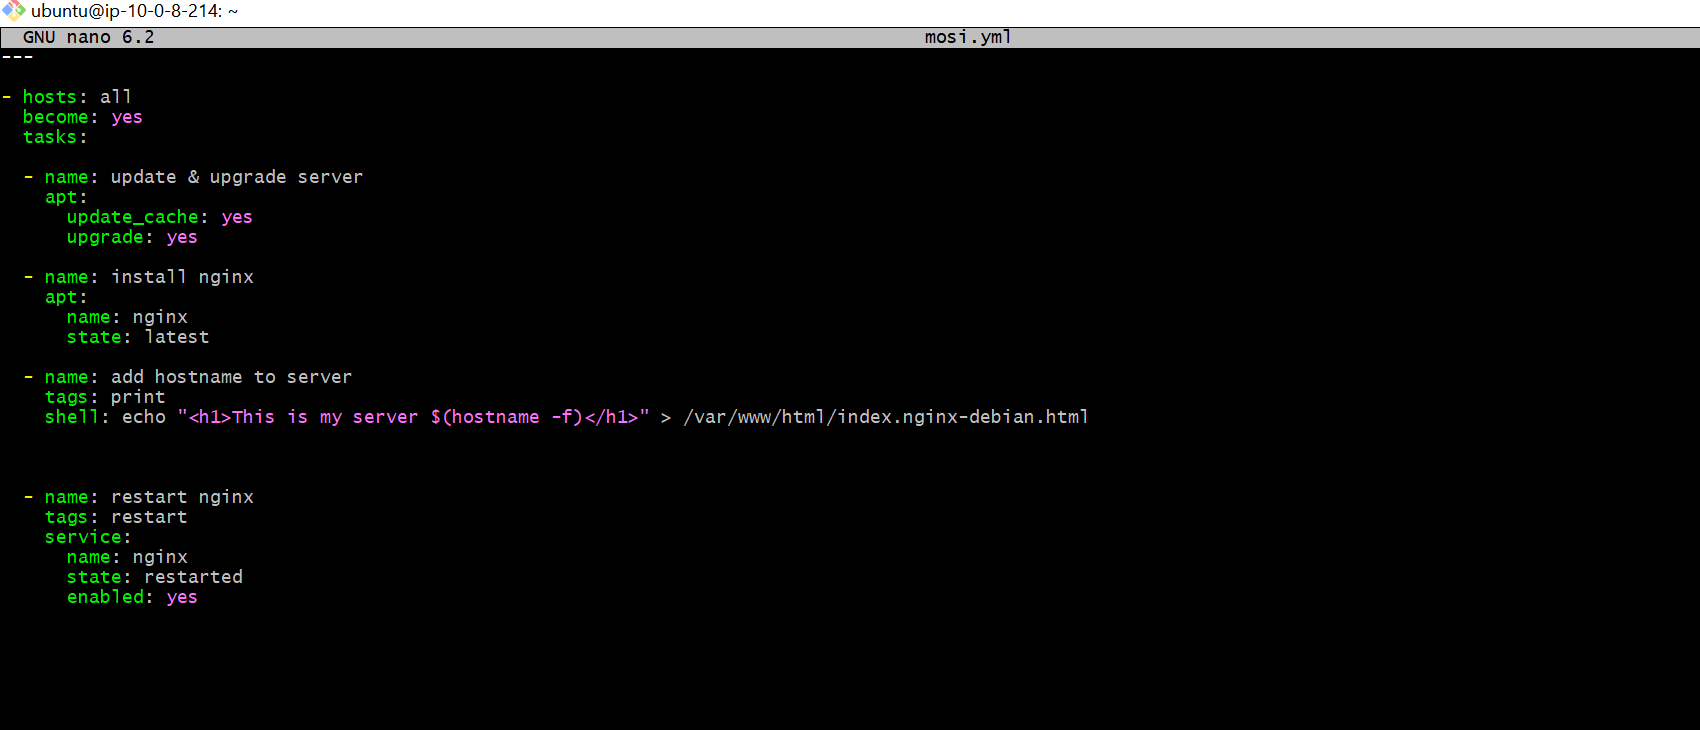 ubuntu@ip-10-0-8-214: ~
GNU nano 6.2 mosi.yml
---
- hosts: all
  become: yes
  tasks:
  - name: update & upgrade server
    apt:
      update_cache: yes
      upgrade: yes
  - name: install nginx
    apt:
      name: nginx
      state: latest
  - name: add hostname to server
    tags: print
    shell: echo "<h1>This is my server $(hostname -f)</h1>" > /var/www/html/index.nginx-debian.html
  - name: restart nginx
    tags: restart
    service:
      name: nginx
      state: restarted
      enabled: yes